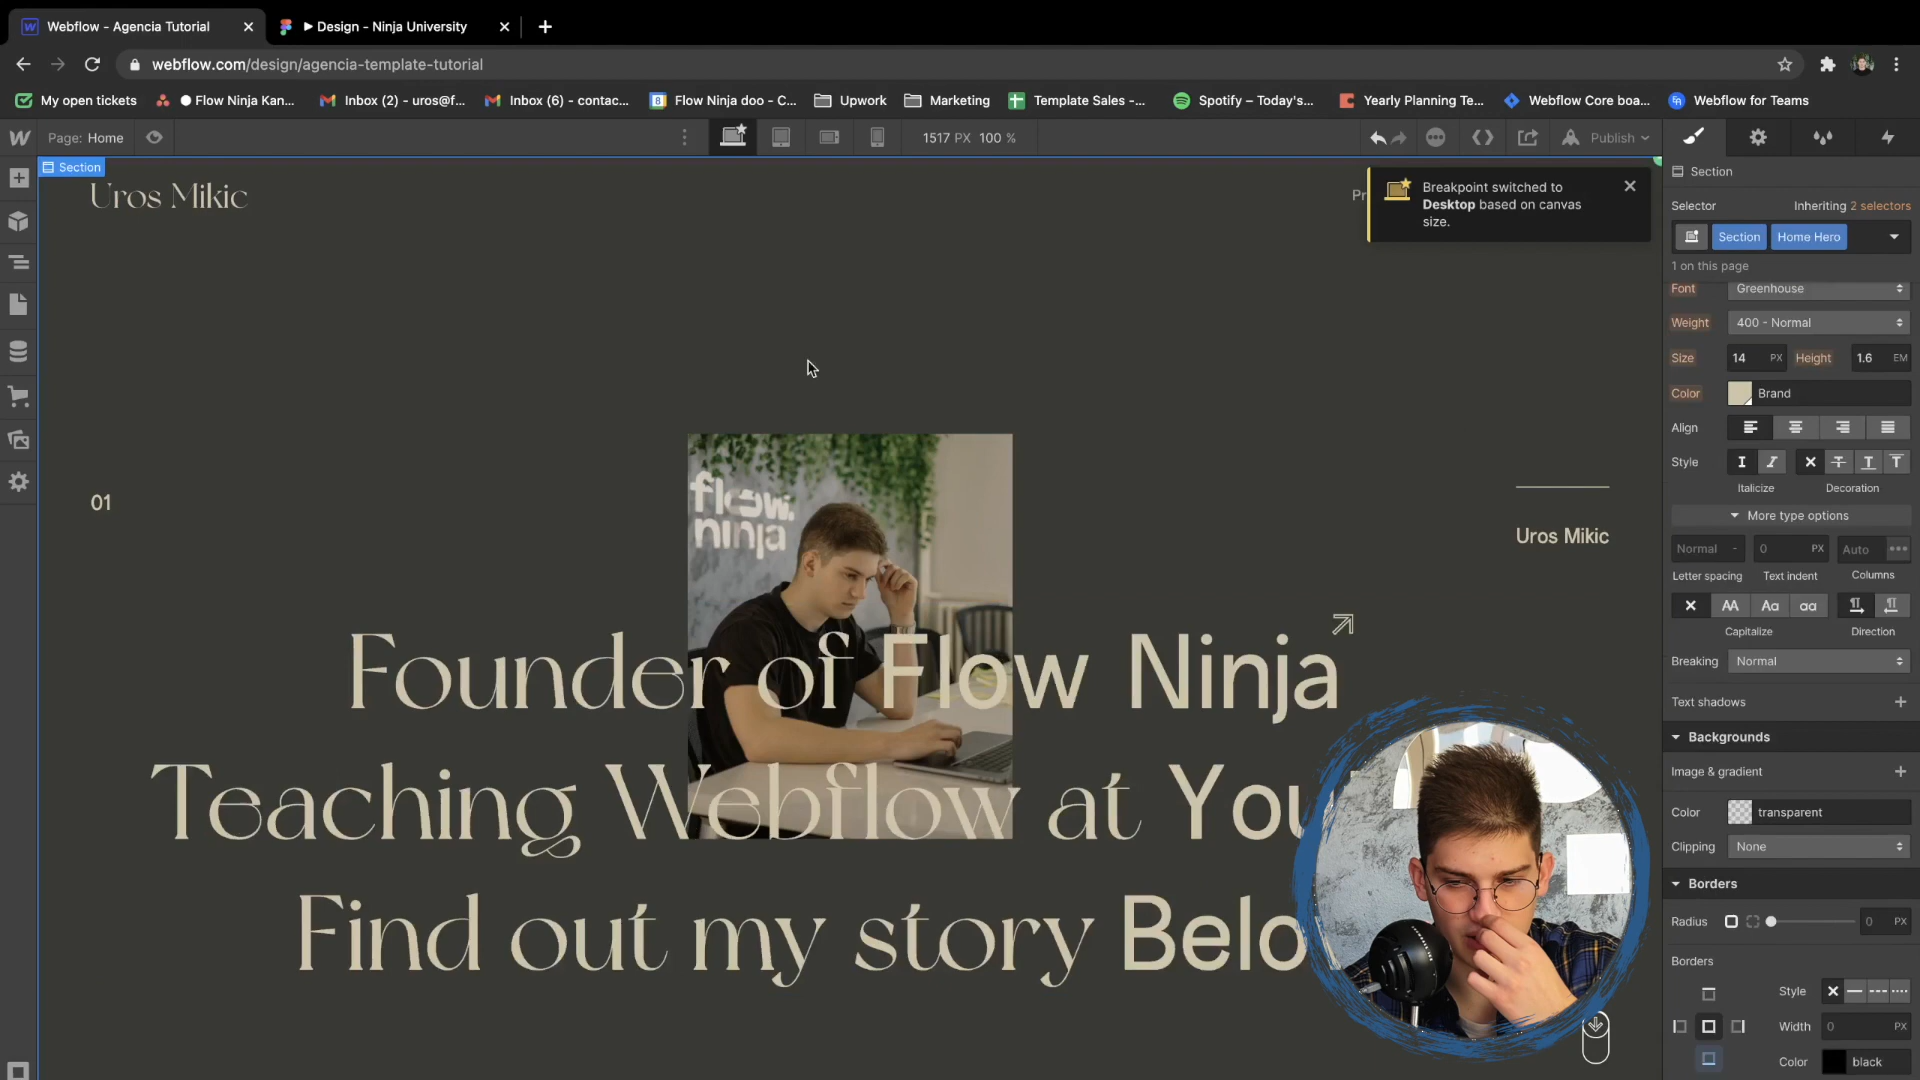 Webflow - Agencia Tutorial
Design - Ninja University
webflow.com/design/agencia-template-tutorial
My open tickets
Flow Ninja Kan...
Inbox (2) - uros@f...
Inbox (6) - contac...
Flow Ninja doo - C...
Upwork
Marketing
Template Sales -...
Spotify – Today's...
Yearly Planning Te...
Webflow Core boa...
Webflow for Teams
Page: Home
1517 PX 100 %
Publish
Section
Uros Mikic
Pr
Breakpoint switched to
Desktop based on canvas
size.
01
flow.
ninja
Uros Mikic
Founder of Flow Ninja
Teaching Webflow at You
Find out my story Belo
Section
Selector
Inheriting 2 selectors
Section
Home Hero
1 on this page
Font
Greenhouse
Weight
400 - Normal
Size
14 PX
Height
1.6 EM
Color
Brand
Align
Style
Italicize
Decoration
More type options
Normal -
0 PX
Auto
Letter spacing
Text indent
Columns
AA
Aa
aa
Capitalize
Direction
Breaking
Normal
Text shadows
Backgrounds
Image & gradient
Color
transparent
Clipping
None
Borders
Radius
0 PX
Borders
Style
Width
0 PX
Color
black